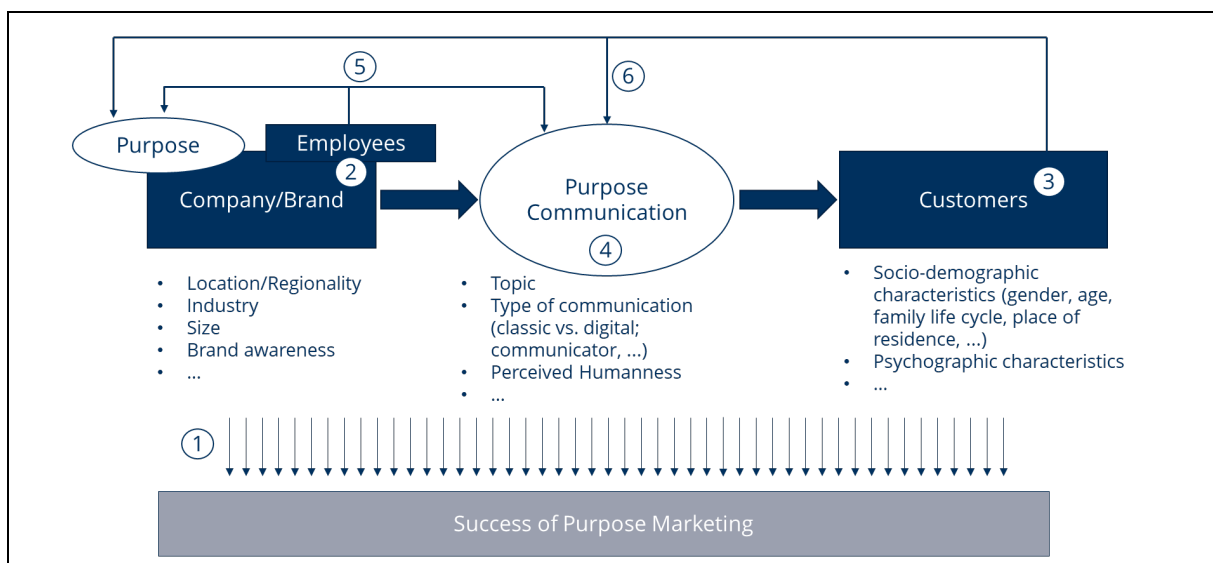 ⑤
⑥
Purpose
Employees
②
Company/Brand
Purpose
Communication
④
③
Customers
• Location/Regionality
• Industry
• Size
• Brand awareness
• ...
• Topic
• Type of communication
(classic vs. digital;
communicator, ...)
• Perceived Humanness
• ...
• Socio-demographic
characteristics (gender, age,
family life cycle, place of
residence, ...)
• Psychographic characteristics
• ...
①
Success of Purpose Marketing